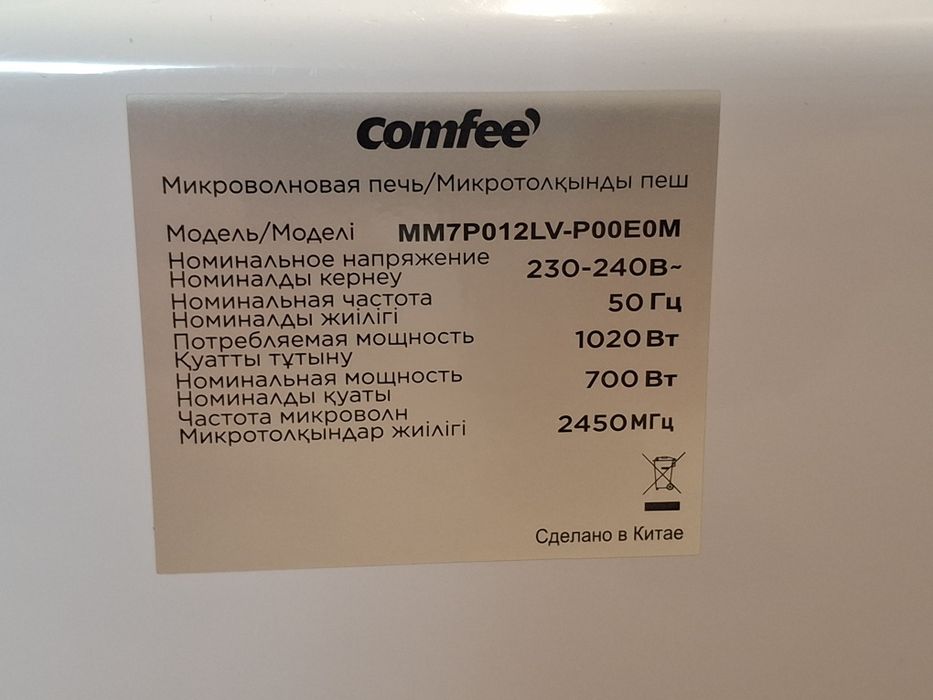 comfee'
Микроволновая печь/Микротолқынды пеш
Модель/Моделі MM7P012LV-P00E0M
Номинальное напряжение
Номиналды кернеу 230-240В~
Номинальная частота
Номиналды жиілігі 50 Гц
Потребляемая мощность
Қуатты тұтыну 1020 Вт
Номинальная мощность
Номиналды қуаты 700 Вт
Частота микроволн
Микротолқындар жиілігі 2450МГц
Сделано в Китае